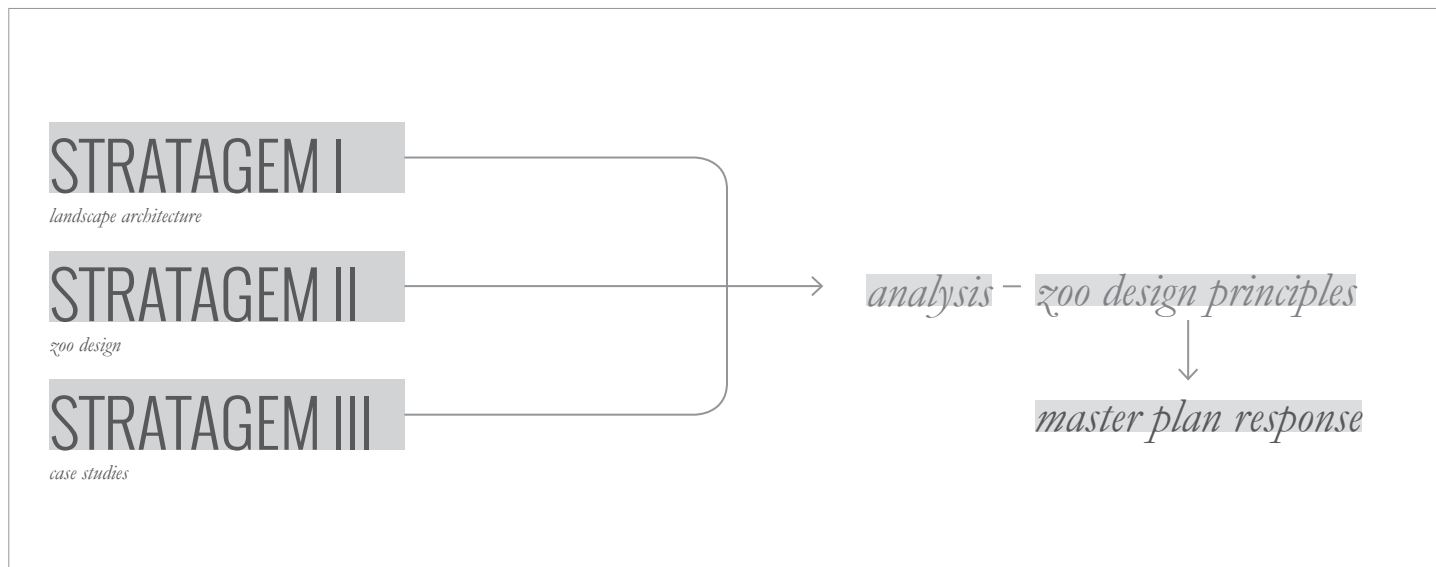 STRATAGEM I
landscape architecture
STRATAGEM II
zoo design
STRATAGEM III
case studies
analysis – zoo design principles
master plan response